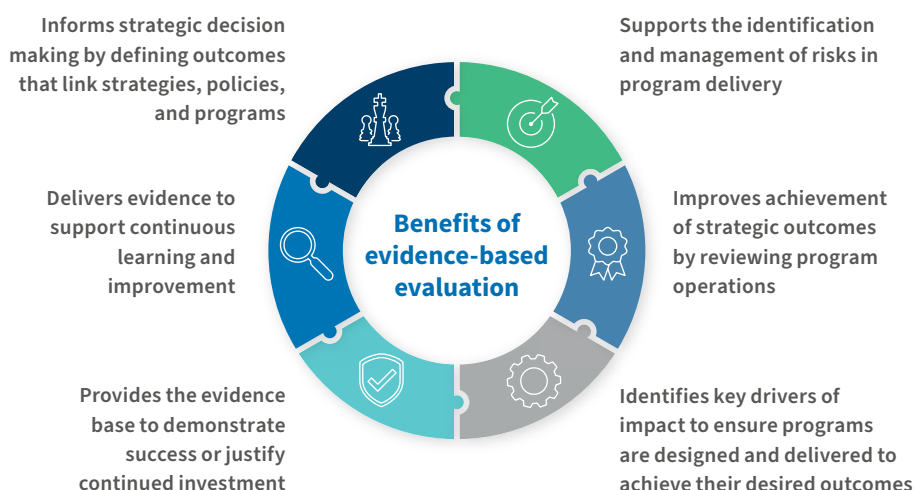 Informs strategic decision
making by defining outcomes
that link strategies, policies,
and programs
Supports the identification
and management of risks in
program delivery
Delivers evidence to
support continuous
learning and
improvement
Benefits of
evidence-based
evaluation
Improves achievement
of strategic outcomes
by reviewing program
operations
Provides the evidence
base to demonstrate
success or justify
continued investment
Identifies key drivers of
impact to ensure programs
are designed and delivered to
achieve their desired outcomes